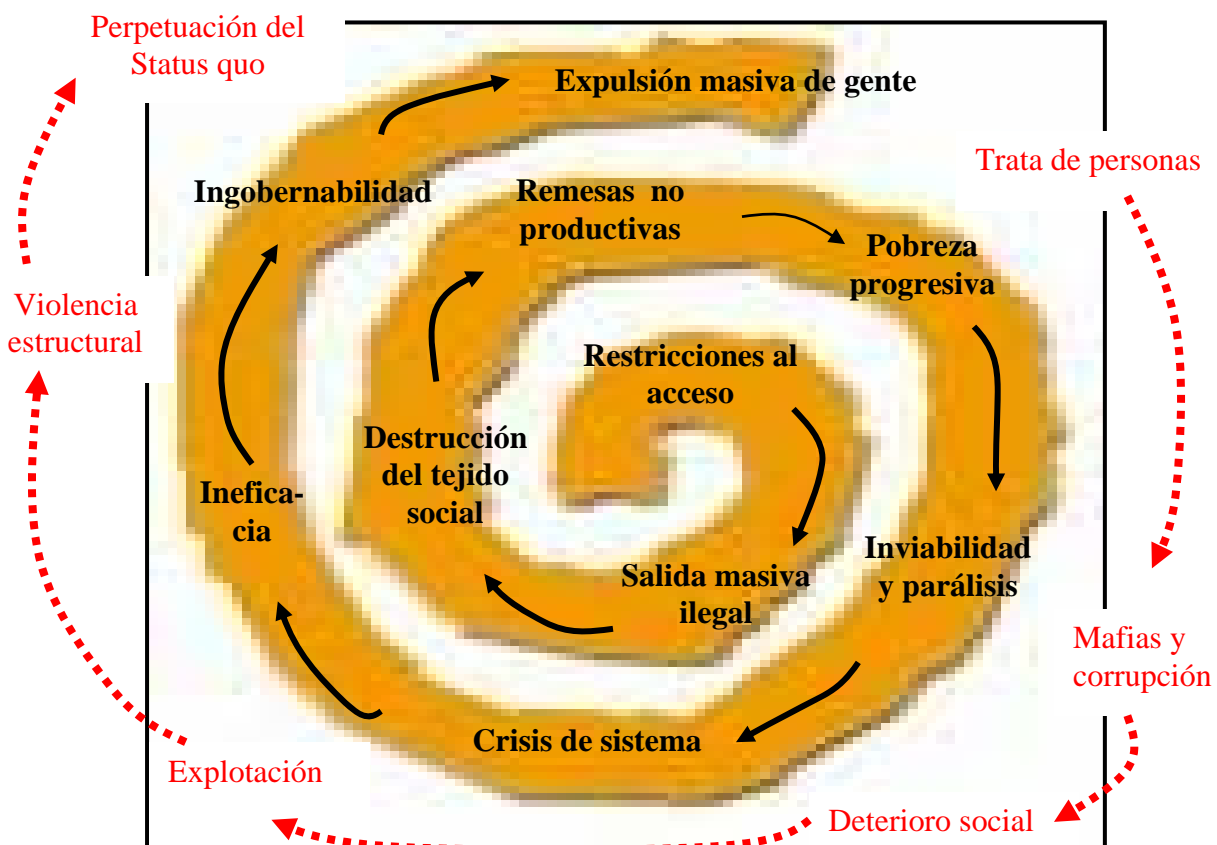 Perpetuación del
Status quo
Expulsión masiva de gente
Trata de personas
Ingobernabilidad
Remesas no
productivas
Pobreza
progresiva
Violencia
estructural
Restricciones al
acceso
Destrucción
del tejido
social
Inefica-
cia
Inviabilidad
y parálisis
Salida masiva
ilegal
Mafias y
corrupción
Crisis de sistema
Explotación
Deterioro social